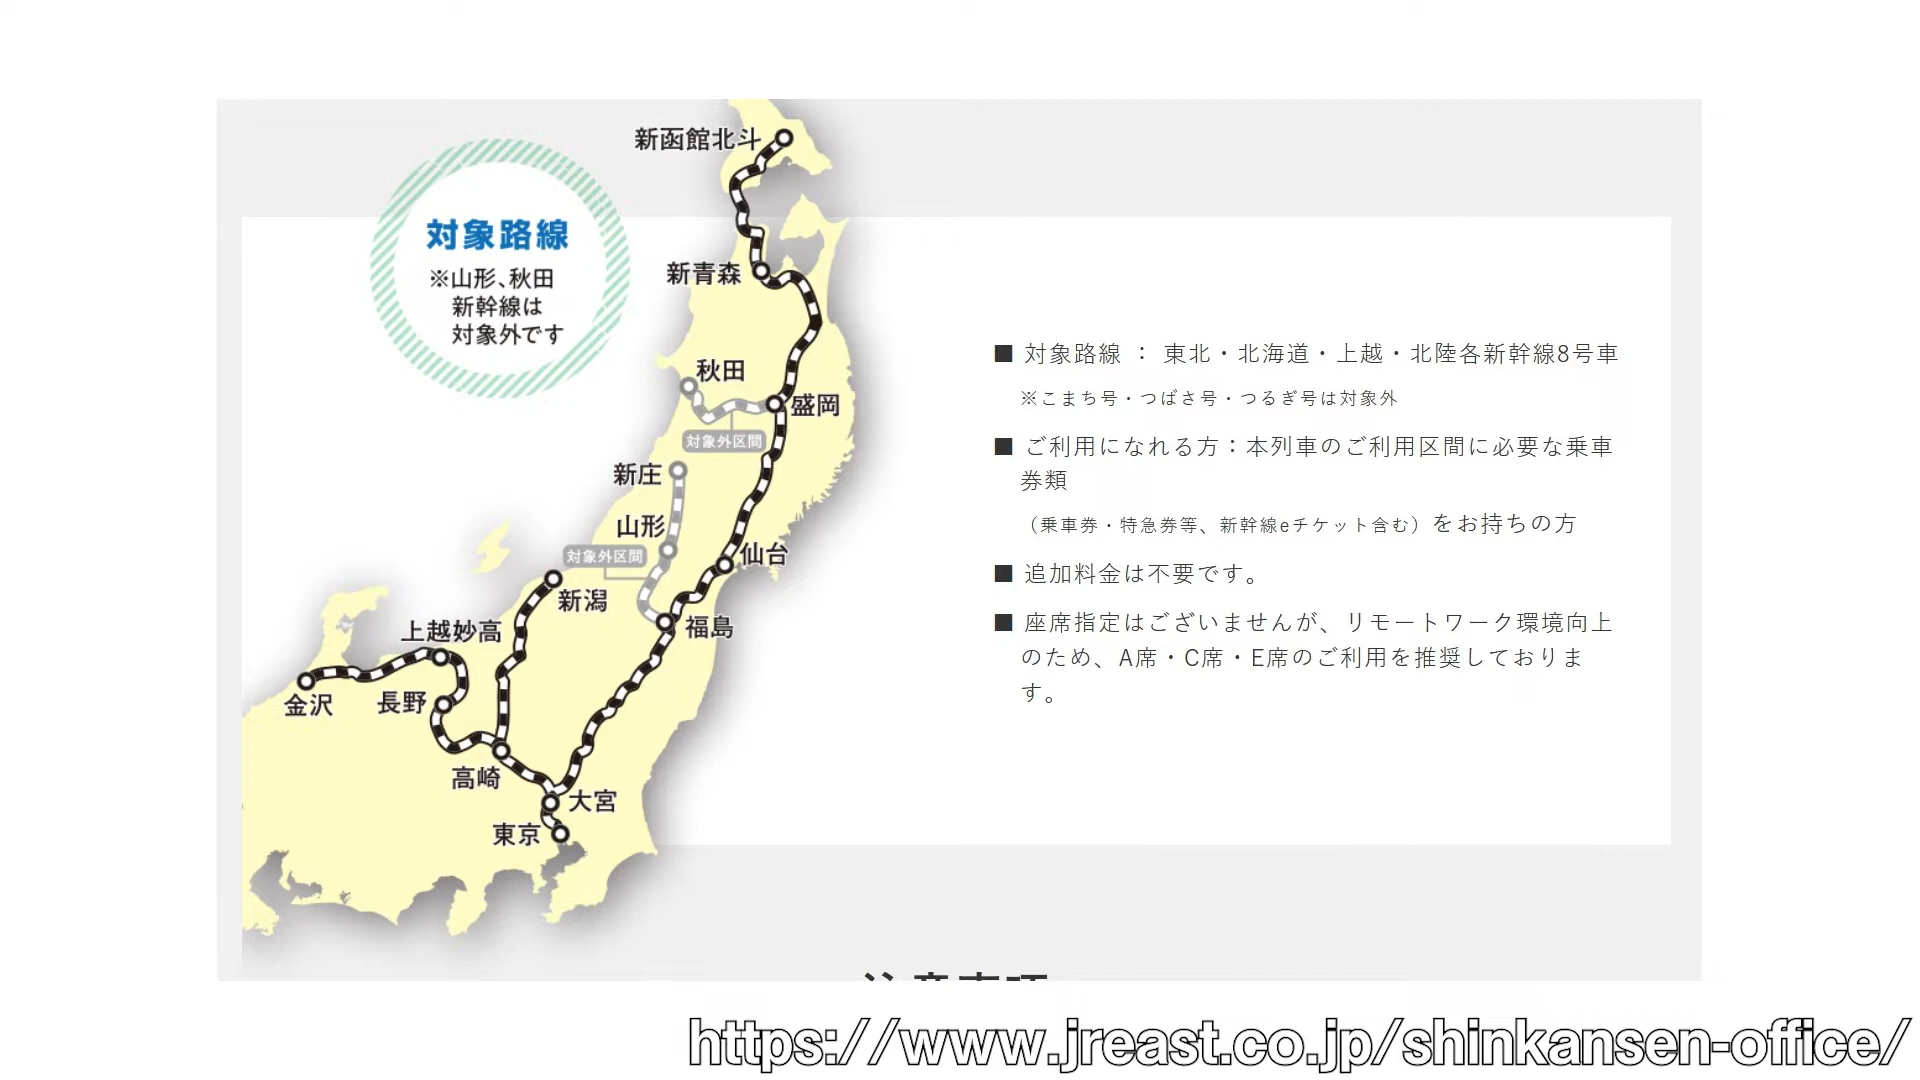 新函館北斗
対象路線
※山形、秋田
新幹線は
対象外です
新青森
秋田
盛岡
対象外区間
新庄
山形
対象外区間
仙台
新潟
福島
上越妙高
金沢
長野
高崎
大宮
東京
■ 対象路線 ： 東北・北海道・上越・北陸各新幹線8号車
※こまち号・つばさ号・つるぎ号は対象外
■ ご利用になれる方：本列車のご利用区間に必要な乗車
券類
（乗車券・特急券等、新幹線eチケット含む）をお持ちの方
■ 追加料金は不要です。
■ 座席指定はございませんが、リモートワーク環境向上
のため、A席・C席・E席のご利用を推奨しておりま
す。
https://www.jreast.co.jp/shinkansen-office/